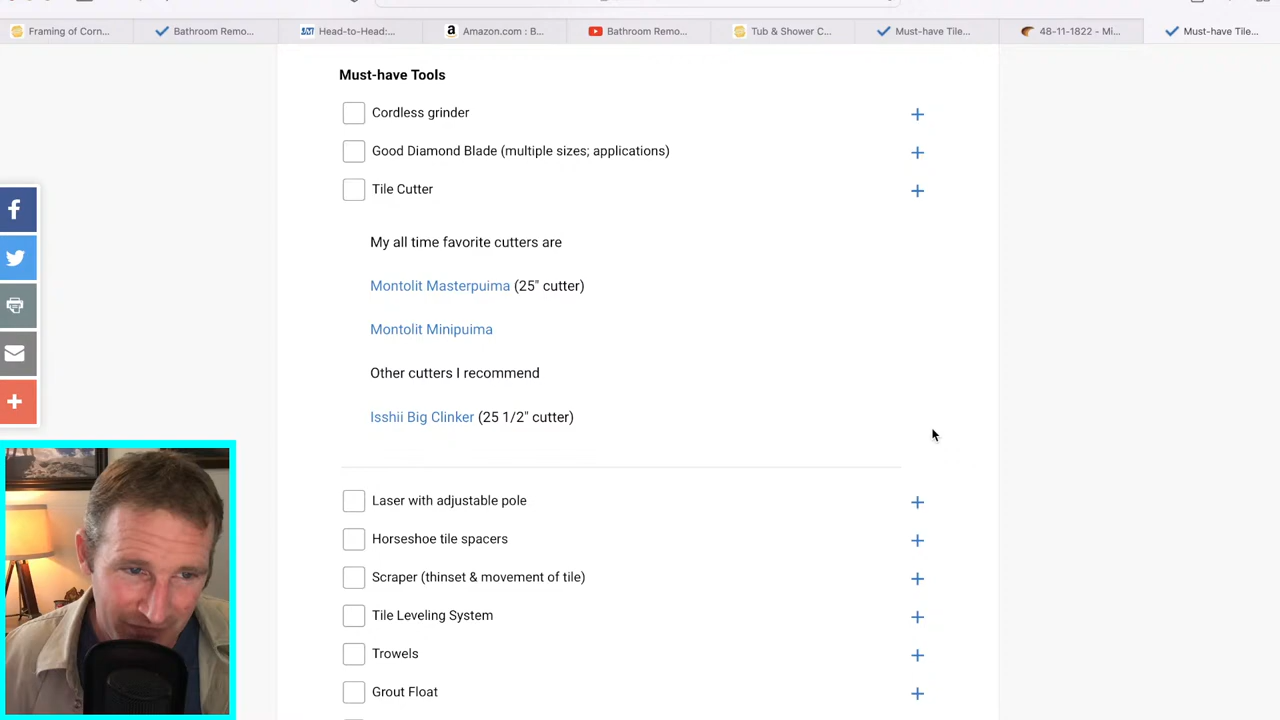 Framing of Corn...
Bathroom Remo...
Head-to-Head:...
Amazon.com : B...
Bathroom Remo...
Tub & Shower C...
Must-have Tile...
48-11-1822 - Mi...
Must-have Tile...
Must-have Tools
Cordless grinder
Good Diamond Blade (multiple sizes; applications)
Tile Cutter
My all time favorite cutters are
Montolit Masterpuima (25" cutter)
Montolit Minipuima
Other cutters I recommend
Isshii Big Clinker (25 1/2" cutter)
Laser with adjustable pole
Horseshoe tile spacers
Scraper (thinset & movement of tile)
Tile Leveling System
Trowels
Grout Float